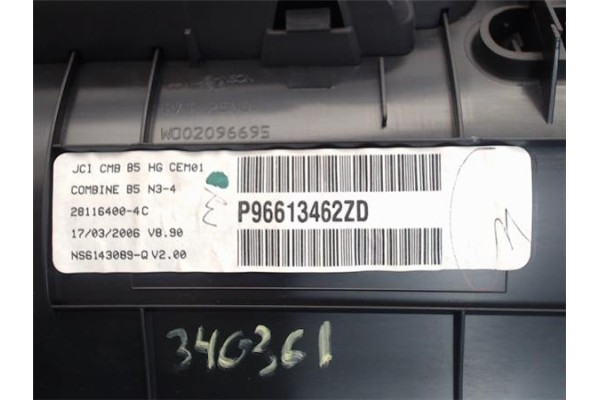 W002096695
JCI CMB B5 HG CEM01
COMBINE B5 N3-4
28116400-4C
17/03/2006 V8.90
NS6143089-Q V2.00
P96613462ZD
340361